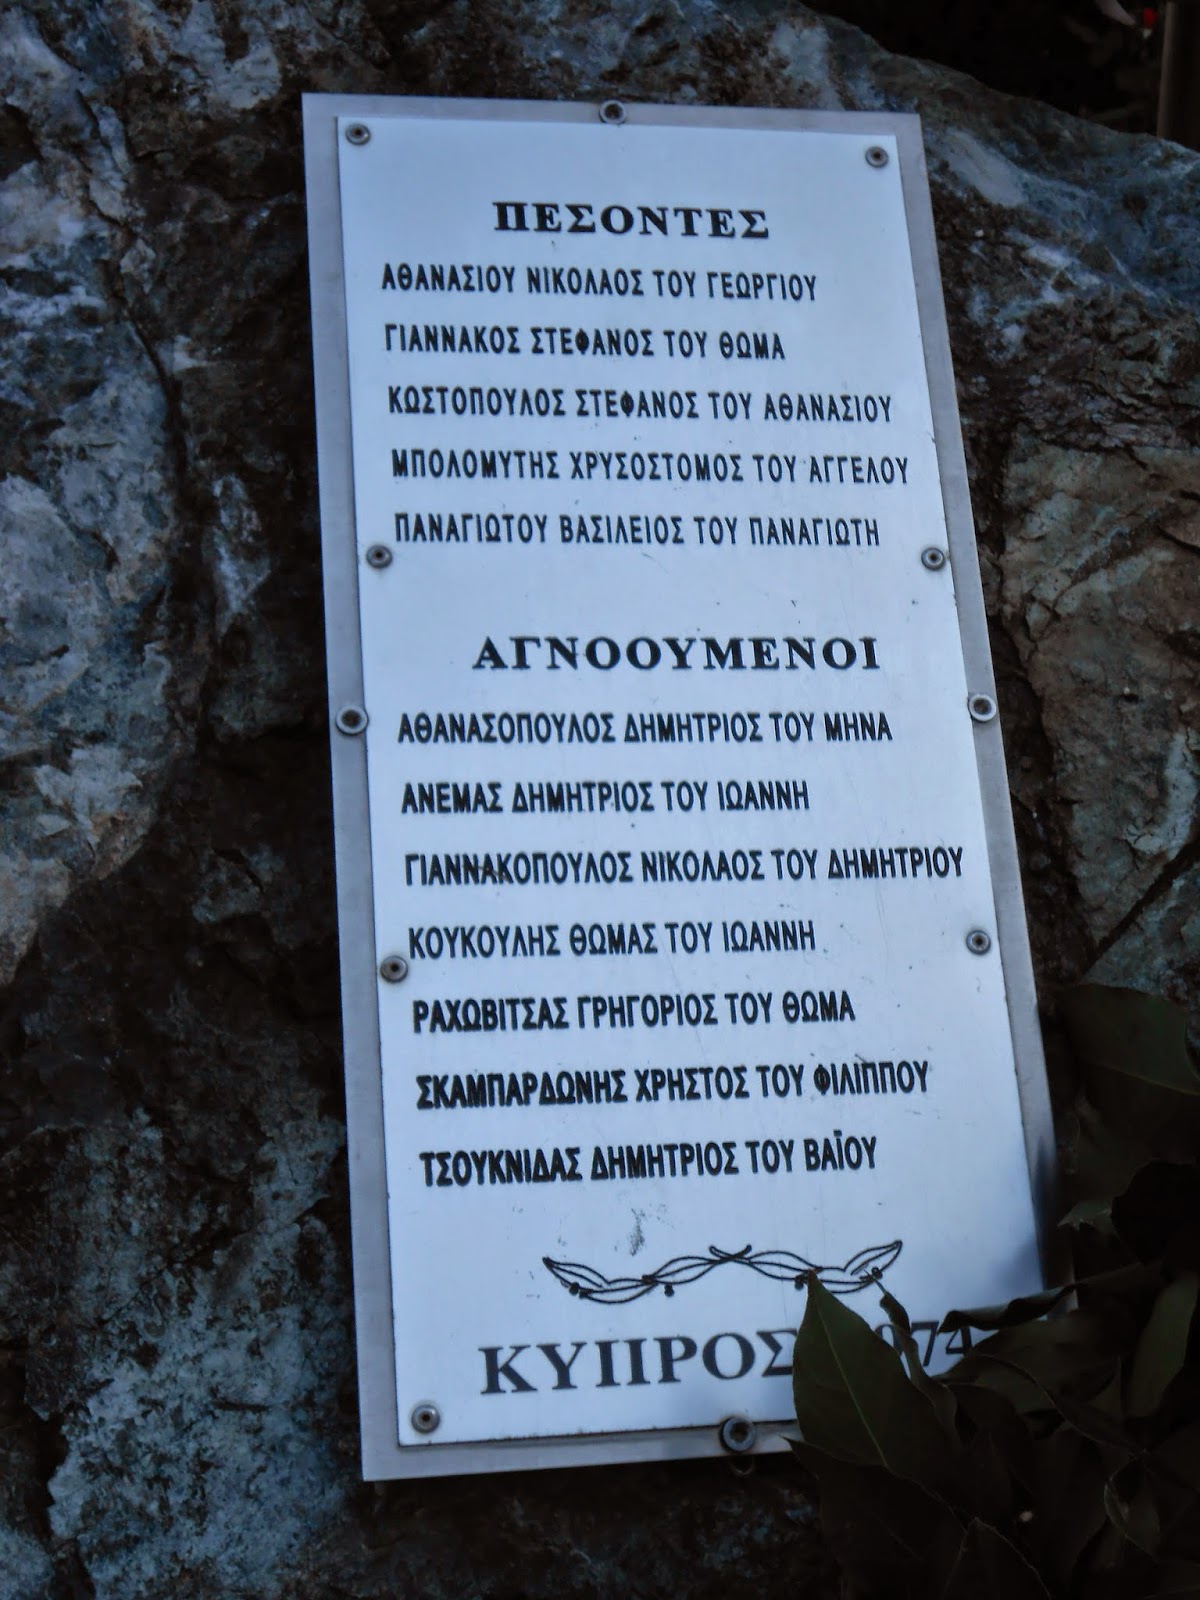 ΠΕΣΟΝΤΕΣ
ΑΘΑΝΑΣΙΟΥ ΝΙΚΟΛΑΟΣ ΤΟΥ ΓΕΩΡΓΙΟΥ
ΓΙΑΝΝΑΚΟΣ ΣΤΕΦΑΝΟΣ ΤΟΥ ΘΩΜΑ
ΚΩΣΤΟΠΟΥΛΟΣ ΣΤΕΦΑΝΟΣ ΤΟΥ ΑΘΑΝΑΣΙΟΥ
ΜΠΟΛΟΜΥΤΗΣ ΧΡΥΣΟΣΤΟΜΟΣ ΤΟΥ ΑΓΓΕΛΟΥ
ΠΑΝΑΓΙΩΤΟΥ ΒΑΣΙΛΕΙΟΣ ΤΟΥ ΠΑΝΑΓΙΩΤΗ
ΑΓΝΟΟΥΜΕΝΟΙ
ΑΘΑΝΑΣΟΠΟΥΛΟΣ ΔΗΜΗΤΡΙΟΣ ΤΟΥ ΜΗΝΑ
ΑΝΕΜΑΣ ΔΗΜΗΤΡΙΟΣ ΤΟΥ ΙΩΑΝΝΗ
ΓΙΑΝΝΑΚΟΠΟΥΛΟΣ ΝΙΚΟΛΑΟΣ ΤΟΥ ΔΗΜΗΤΡΙΟΥ
ΚΟΥΚΟΥΛΗΣ ΘΩΜΑΣ ΤΟΥ ΙΩΑΝΝΗ
ΡΑΧΩΒΙΤΣΑΣ ΓΡΗΓΟΡΙΟΣ ΤΟΥ ΘΩΜΑ
ΣΚΑΜΠΑΡΔΩΝΗΣ ΧΡΗΣΤΟΣ ΤΟΥ ΦΙΛΙΠΠΟΥ
ΤΣΟΥΚΝΙΔΑΣ ΔΗΜΗΤΡΙΟΣ ΤΟΥ ΒΑΪΟΥ
ΚΥΠΡΟΣ